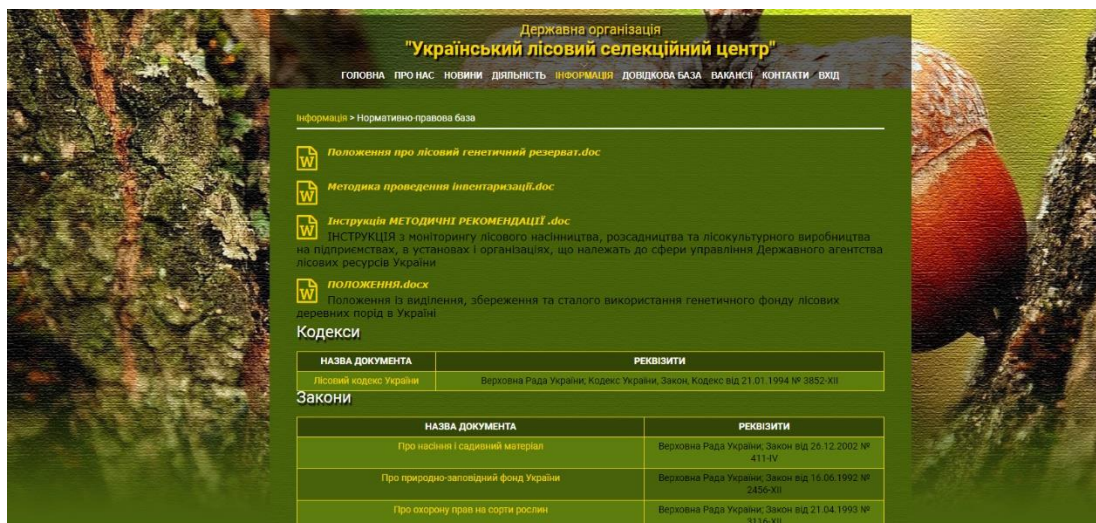 Державна організація
"Український лісовий селекційний центр"
ГОЛОВНА ПРО НАС НОВИНИ ДІЯЛЬНІСТЬ ІНФОРМАЦІЯ ДОВІДКОВА БАЗА ВАКАНСІЇ КОНТАКТИ ВХІД
Інформація > Нормативно-правова база
Положення про лісовий генетичний резерват.doc
Методика проведення інвентаризації.doc
Інструкція МЕТОДИЧНІ РЕКОМЕНДАЦІЇ .doc
ІНСТРУКЦІЯ з моніторингу лісового насінництва, розсадництва та лісокультурного виробництва
на підприємствах, в установах і організаціях, що належать до сфери управління Державного агентства
лісових ресурсів України
ПОЛОЖЕННЯ.docx
Положення із виділення, збереження та сталого використання генетичного фонду лісових
деревних порід в Україні
Кодекси
НАЗВА ДОКУМЕНТА РЕКВІЗИТИ
Лісовий кодекс України Верховна Рада України; Кодекс України, Закон, Кодекс від 21.01.1994 № 3852-XII
Закони
НАЗВА ДОКУМЕНТА РЕКВІЗИТИ
Про насіння і садивний матеріал Верховна Рада України; Закон від 26.12.2002 №
411-IV
Про природно-заповідний фонд України Верховна Рада України; Закон від 16.06.1992 №
2456-XII
Про охорону прав на сорти рослин Верховна Рада України; Закон від 21.04.1993 №
3116-XII